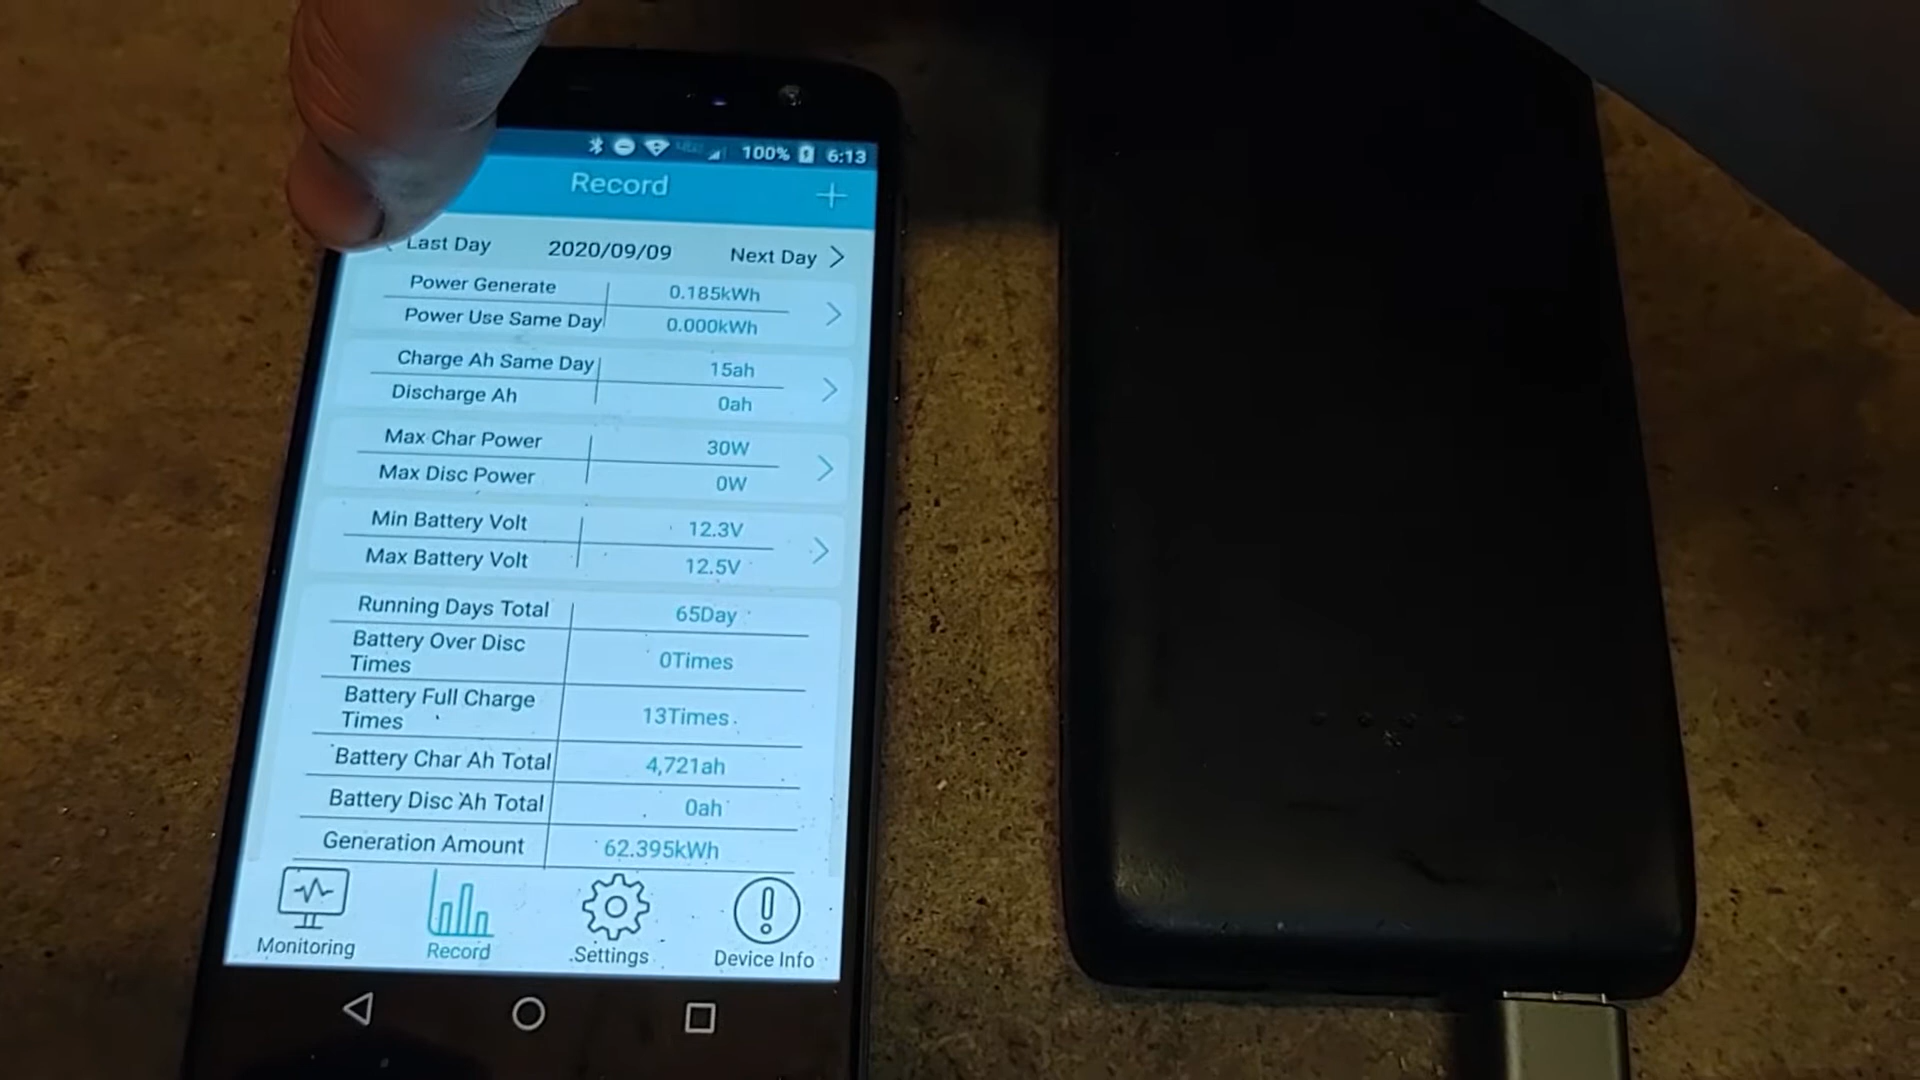 100% 6:13
Record +
Last Day 2020/09/09 Next Day >
Power Generate 0.185kWh
Power Use Same Day 0.000kWh
Charge Ah Same Day 15ah
Discharge Ah 0ah
Max Char Power 30W
Max Disc Power 0W
Min Battery Volt 12.3V
Max Battery Volt 12.5V
Running Days Total 65Day
Battery Over Disc
Times 0Times
Battery Full Charge
Times 13Times
Battery Char Ah Total 4,721ah
Battery Disc Ah Total 0ah
Generation Amount 62.395kWh
Monitoring Record Settings Device Info